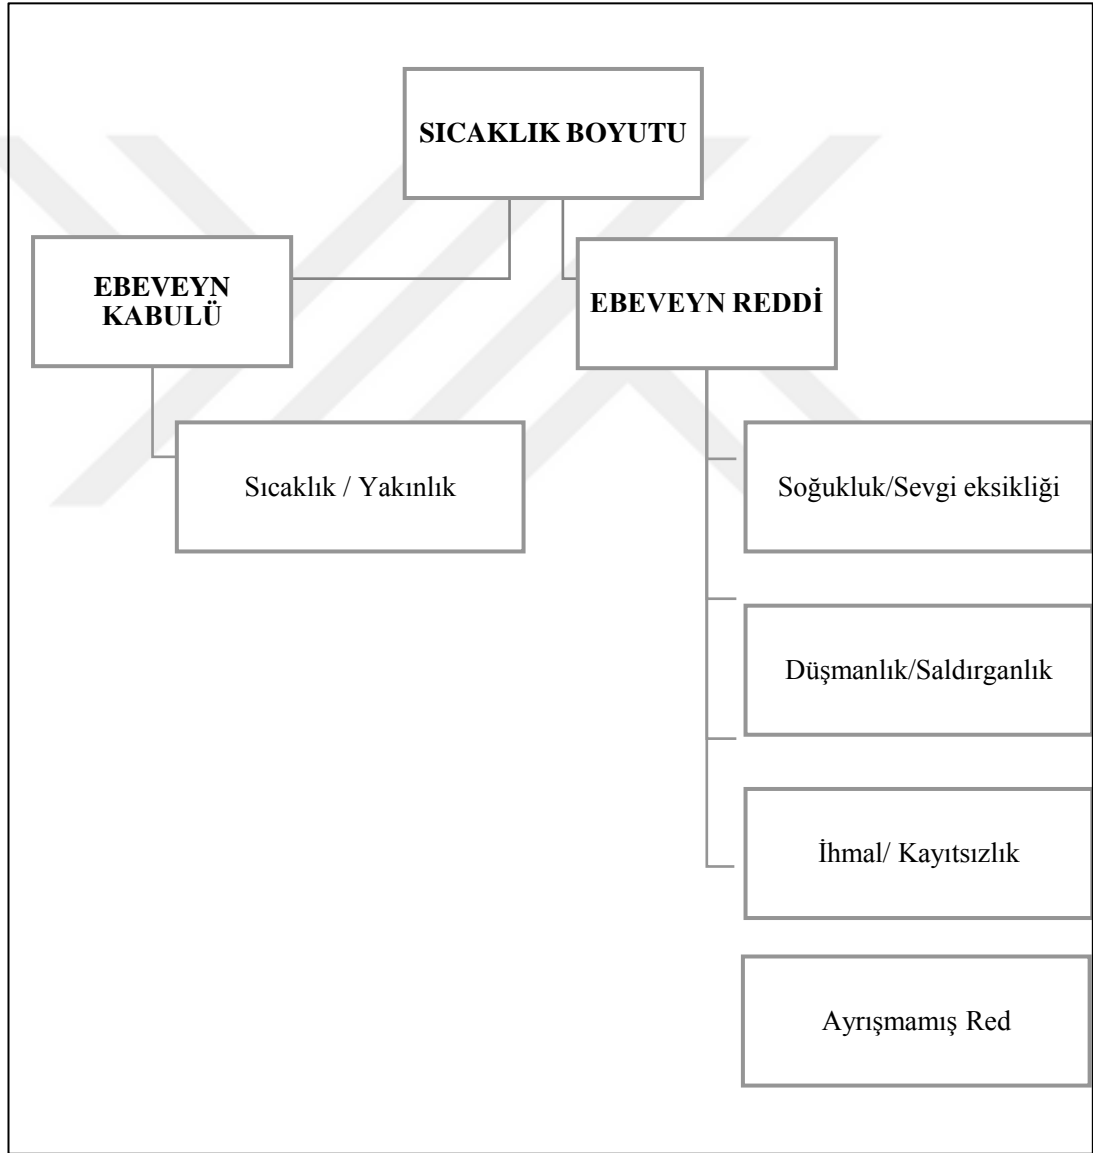 SICAKLIK BOYUTU
EBEVEYN
KABULÜ
EBEVEYN REDDİ
Sıcaklık / Yakınlık
Soğukluk/Sevgi eksikliği
Düşmanlık/Saldırganlık
İhmal/ Kayıtsızlık
Ayrışmamış Red